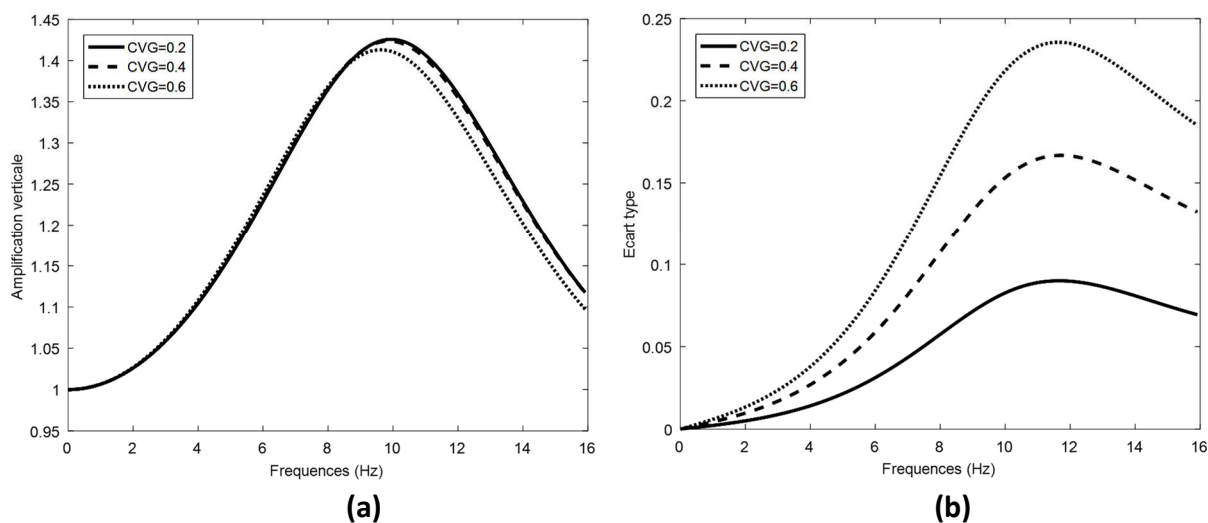 1.45
1.4
1.35
1.3
1.25
1.2
1.15
1.1
1.05
1
0.95
Amplification verticale
CVG=0.2
CVG=0.4
CVG=0.6
0 2 4 6 8 10 12 14 16
Frequences (Hz)
(a)
0.25
0.2
0.15
0.1
0.05
0
Ecart type
CVG=0.2
CVG=0.4
CVG=0.6
0 2 4 6 8 10 12 14 16
Frequences (Hz)
(b)